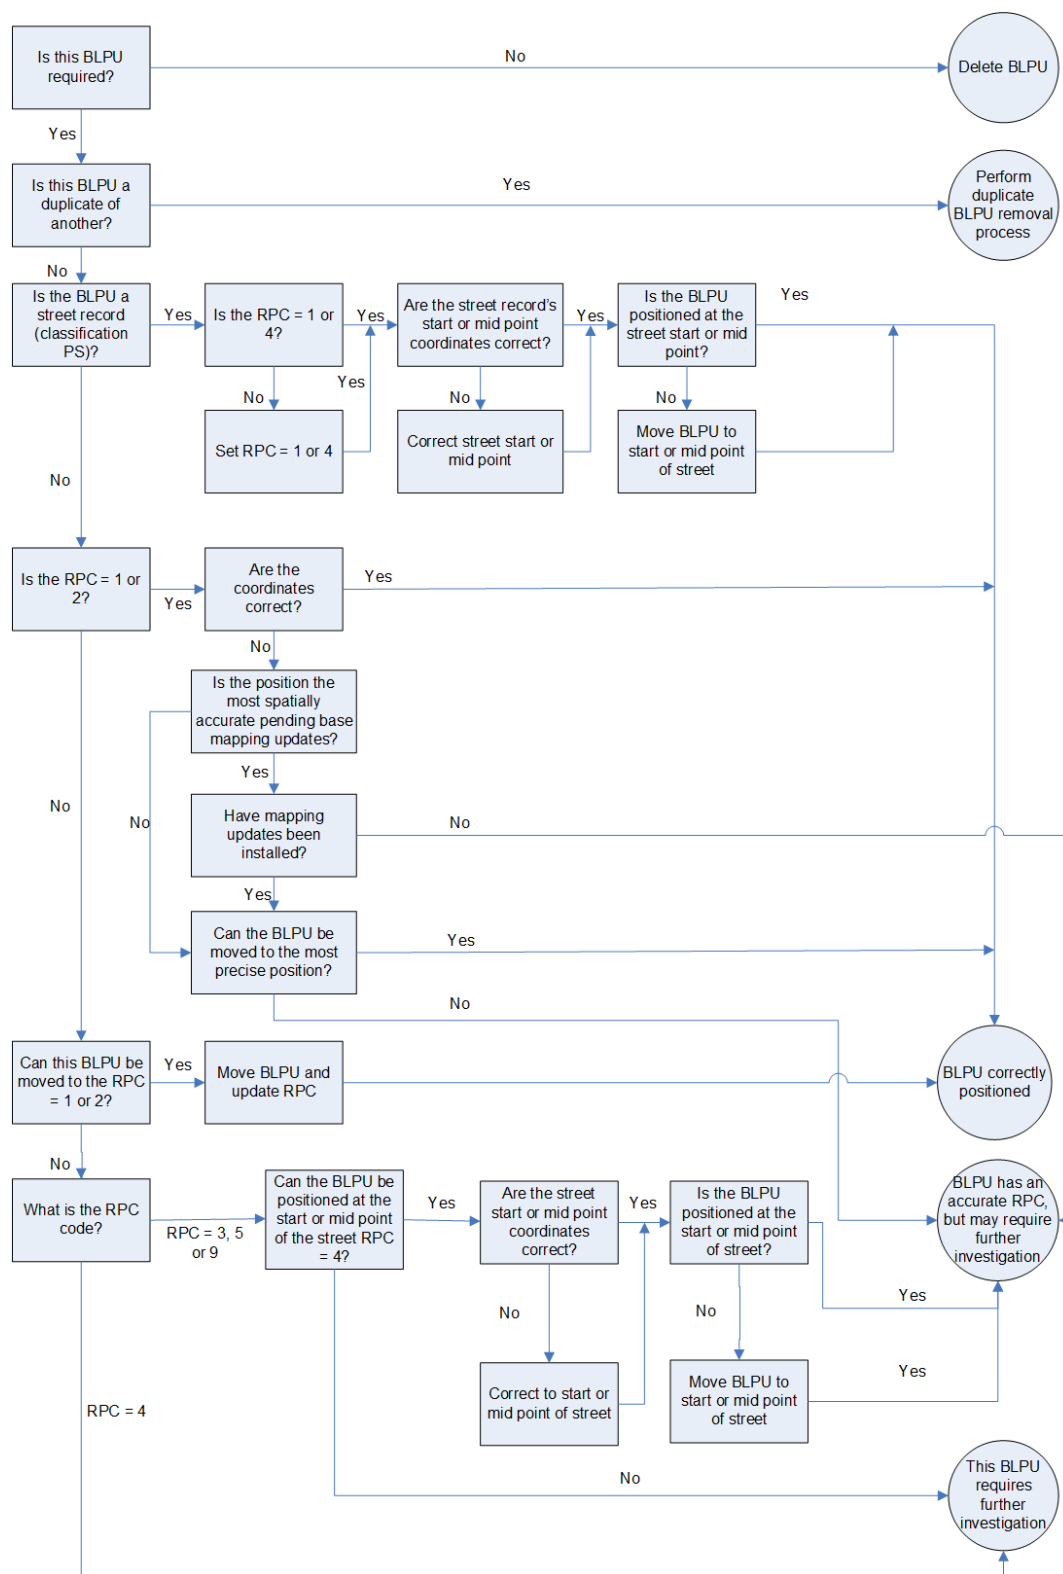 Is this BLPU
required?
No
Delete BLPU
Yes
Is this BLPU a
duplicate of
another?
Yes
Perform
duplicate
BLPU removal
process
No
Is the BLPU a
street record
(classification
PS)?
Yes
Is the RPC = 1 or
4?
Yes
Are the street record's
start or mid point
coordinates correct?
Yes
Is the BLPU
positioned at the
street start or mid
point?
Yes
No
Yes
No
No
Set RPC = 1 or 4
Correct street start or
mid point
Move BLPU to
start or mid point
of street
No
Is the RPC = 1 or
2?
Yes
Are the
coordinates
correct?
Yes
No
Is the position the
most spatially
accurate pending base
mapping updates?
Yes
No
No
Have mapping
updates been
installed?
No
Yes
Can the BLPU be
moved to the most
precise position?
Yes
No
Can this BLPU be
moved to the RPC
= 1 or 2?
Yes
Move BLPU and
update RPC
BLPU correctly
positioned
No
What is the RPC
code?
RPC = 3, 5
or 9
Can the BLPU be
positioned at the
start or mid point
of the street RPC
= 4?
Yes
Are the street
start or mid point
coordinates
correct?
Yes
Is the BLPU
positioned at the
start or mid point
of street?
Yes
BLPU has an
accurate RPC,
but may require
further
investigation
No
No
Correct to start or
mid point of street
Move BLPU to
start or mid point
of street
Yes
RPC = 4
No
This BLPU
requires
further
investigation